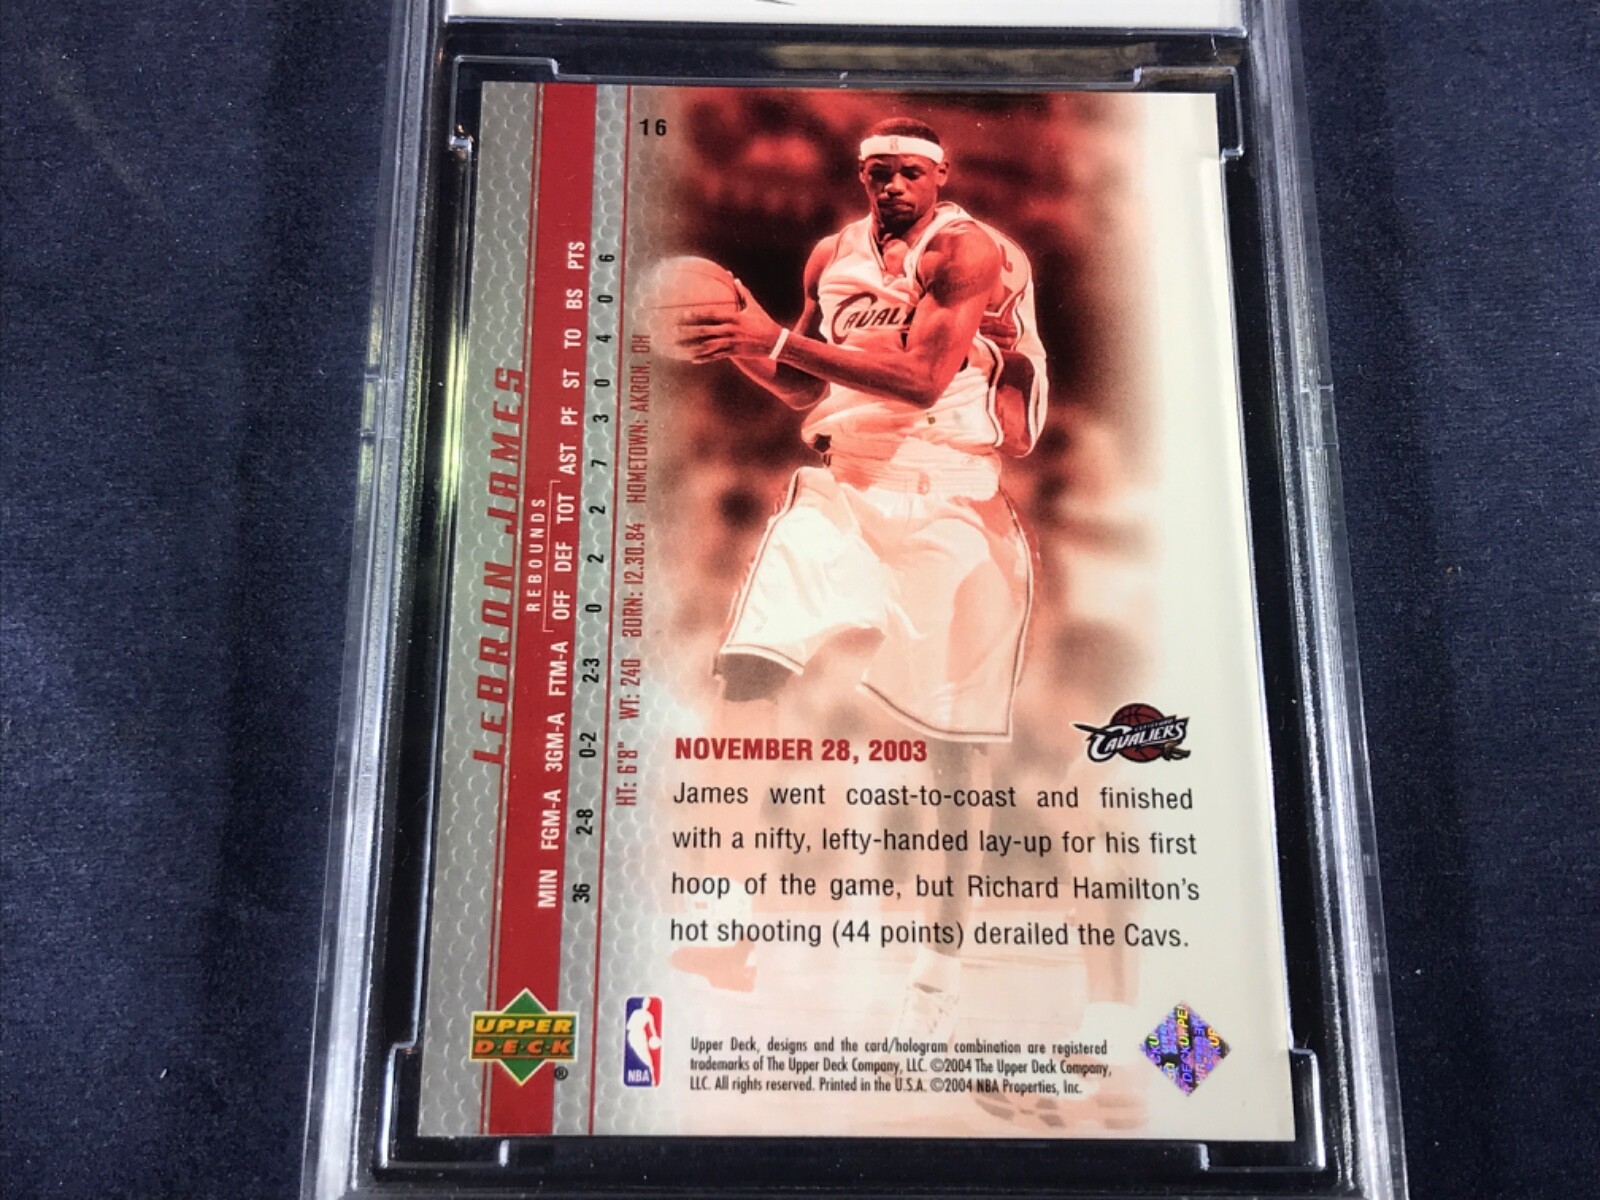 16
LEBRON JAMES
REBOUNDS
MIN FGM-A 3GM-A FTM-A OFF DEF TOT AST PF ST TO BS PTS
36 2-8 0-2 2-3 0 2 2 7 3 0 4 0 6
HT: 6'8" WT: 240 BORN: 12.30.84 HOMETOWN: AKRON, OH
CAVAL
CAVALIERS
NOVEMBER 28, 2003
James went coast-to-coast and finished
with a nifty, lefty-handed lay-up for his first
hoop of the game, but Richard Hamilton's
hot shooting (44 points) derailed the Cavs.
UPPER
D·E·C·K
®
NBA
Upper Deck, designs and the card/hologram combination are registered
trademarks of The Upper Deck Company, LLC. ©2004 The Upper Deck Company,
LLC. All rights reserved. Printed in the U.S.A. ©2004 NBA Properties, Inc.